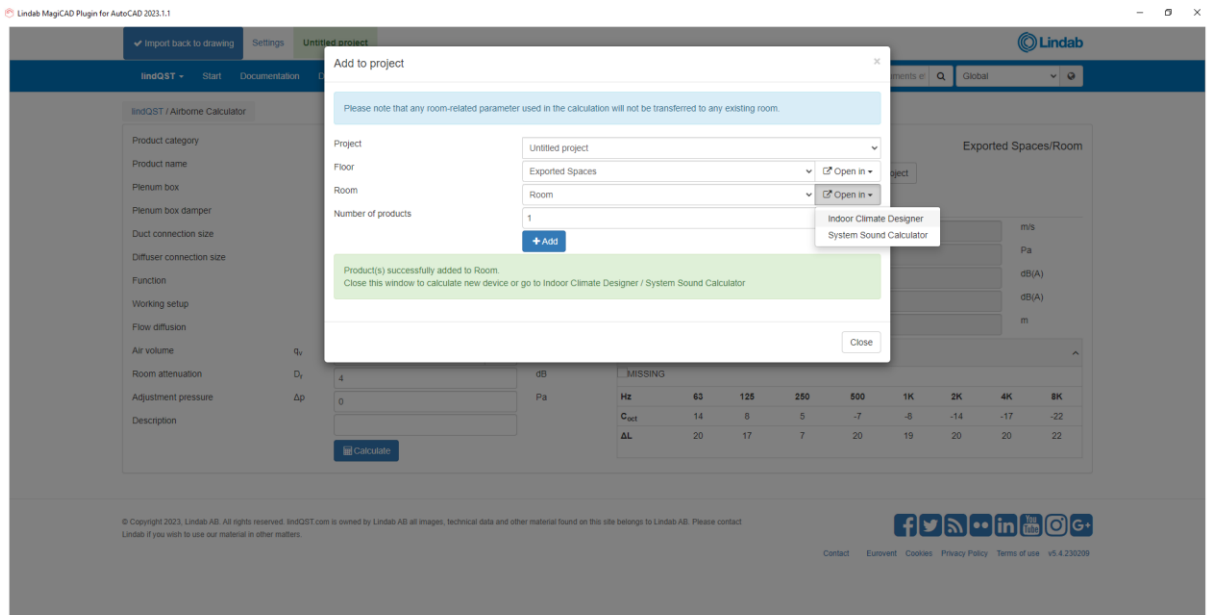 Lindab MagiCAD Plugin for AutoCAD 2023.1.1
Import back to drawing Settings Untitled project
Lindab
lindQST Start Documentation Global
lindQST / Airborne Calculator
Add to project ×
Please note that any room-related parameter used in the calculation will not be transferred to any existing room.
Project Untitled project
Floor Exported Spaces Open in
Room Room Open in
Number of products 1
Indoor Climate Designer
System Sound Calculator
+ Add
Product(s) successfully added to Room.
Close this window to calculate new device or go to Indoor Climate Designer / System Sound Calculator
Close
Exported Spaces/Room
Product category
Product name
Plenum box
Plenum box damper
Duct connection size m/s
Diffuser connection size Pa
Function dB(A)
Working setup dB(A)
Flow diffusion m
Air volume qv
Room attenuation Dr 4 dB
Adjustment pressure Δp 0 Pa
Description
Calculate
MISSING
Hz 63 125 250 500 1K 2K 4K 8K
Coct 14 8 5 -7 -8 -14 -17 -22
ΔL 20 17 7 20 19 20 20 22
© Copyright 2023, Lindab AB. All rights reserved. lindQST.com is owned by Lindab AB all images, technical data and other material found on this site belongs to Lindab AB. Please contact
Lindab if you wish to use our material in other matters.
You Tube in G+
Contact Eurovent Cookies Privacy Policy Terms of use v5.4.230209